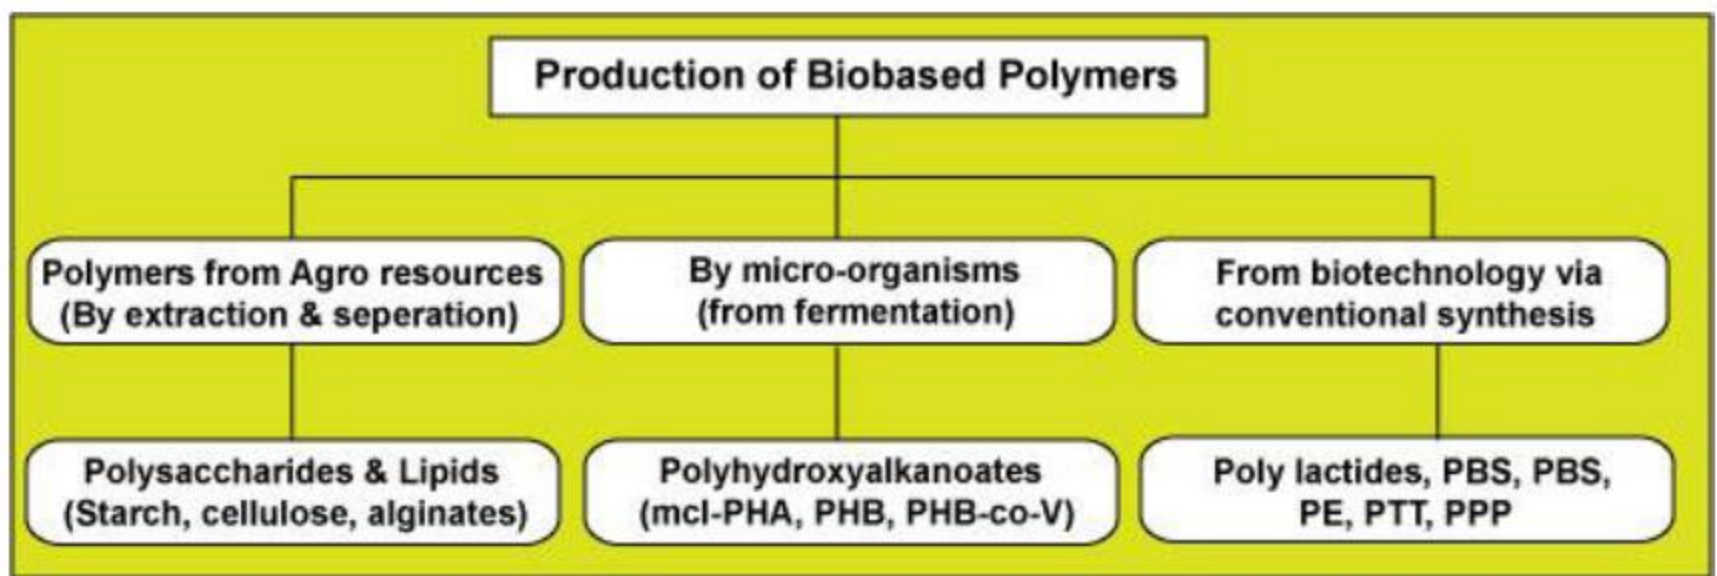 Production of Biobased Polymers
Polymers from Agro resources
(By extraction & seperation)
By micro-organisms
(from fermentation)
From biotechnology via
conventional synthesis
Polysaccharides & Lipids
(Starch, cellulose, alginates)
Polyhydroxyalkanoates
(mcl-PHA, PHB, PHB-co-V)
Poly lactides, PBS, PBS,
PE, PTT, PPP